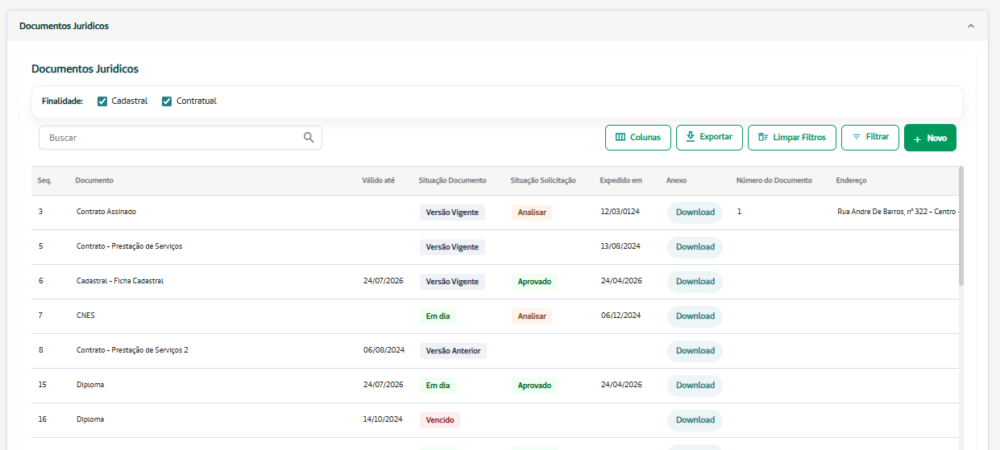 Documentos Juridicos
Documentos Juridicos
Finalidade: Cadastral Contratual
Buscar Colunas Exportar Limpar Filtros Filtrar + Novo
Seq. Documento Válido até Situação Documento Situação Solicitação Expedido em Anexo Número do Documento Endereço
3 Contrato Assinado Versão Vigente Analisar 12/03/0124 Download 1 Rua Andre De Barros, nº 322 - Centro -
5 Contrato - Prestação de Serviços Versão Vigente 13/08/2024 Download
6 Cadastral - Ficha Cadastral 24/07/2026 Versão Vigente Aprovado 24/04/2026 Download
7 CNES Em dia Analisar 06/12/2024 Download
8 Contrato - Prestação de Serviços 2 06/08/2024 Versão Anterior Download
15 Diploma 24/07/2026 Em dia Aprovado 24/04/2026 Download
16 Diploma 14/10/2024 Vencido Download